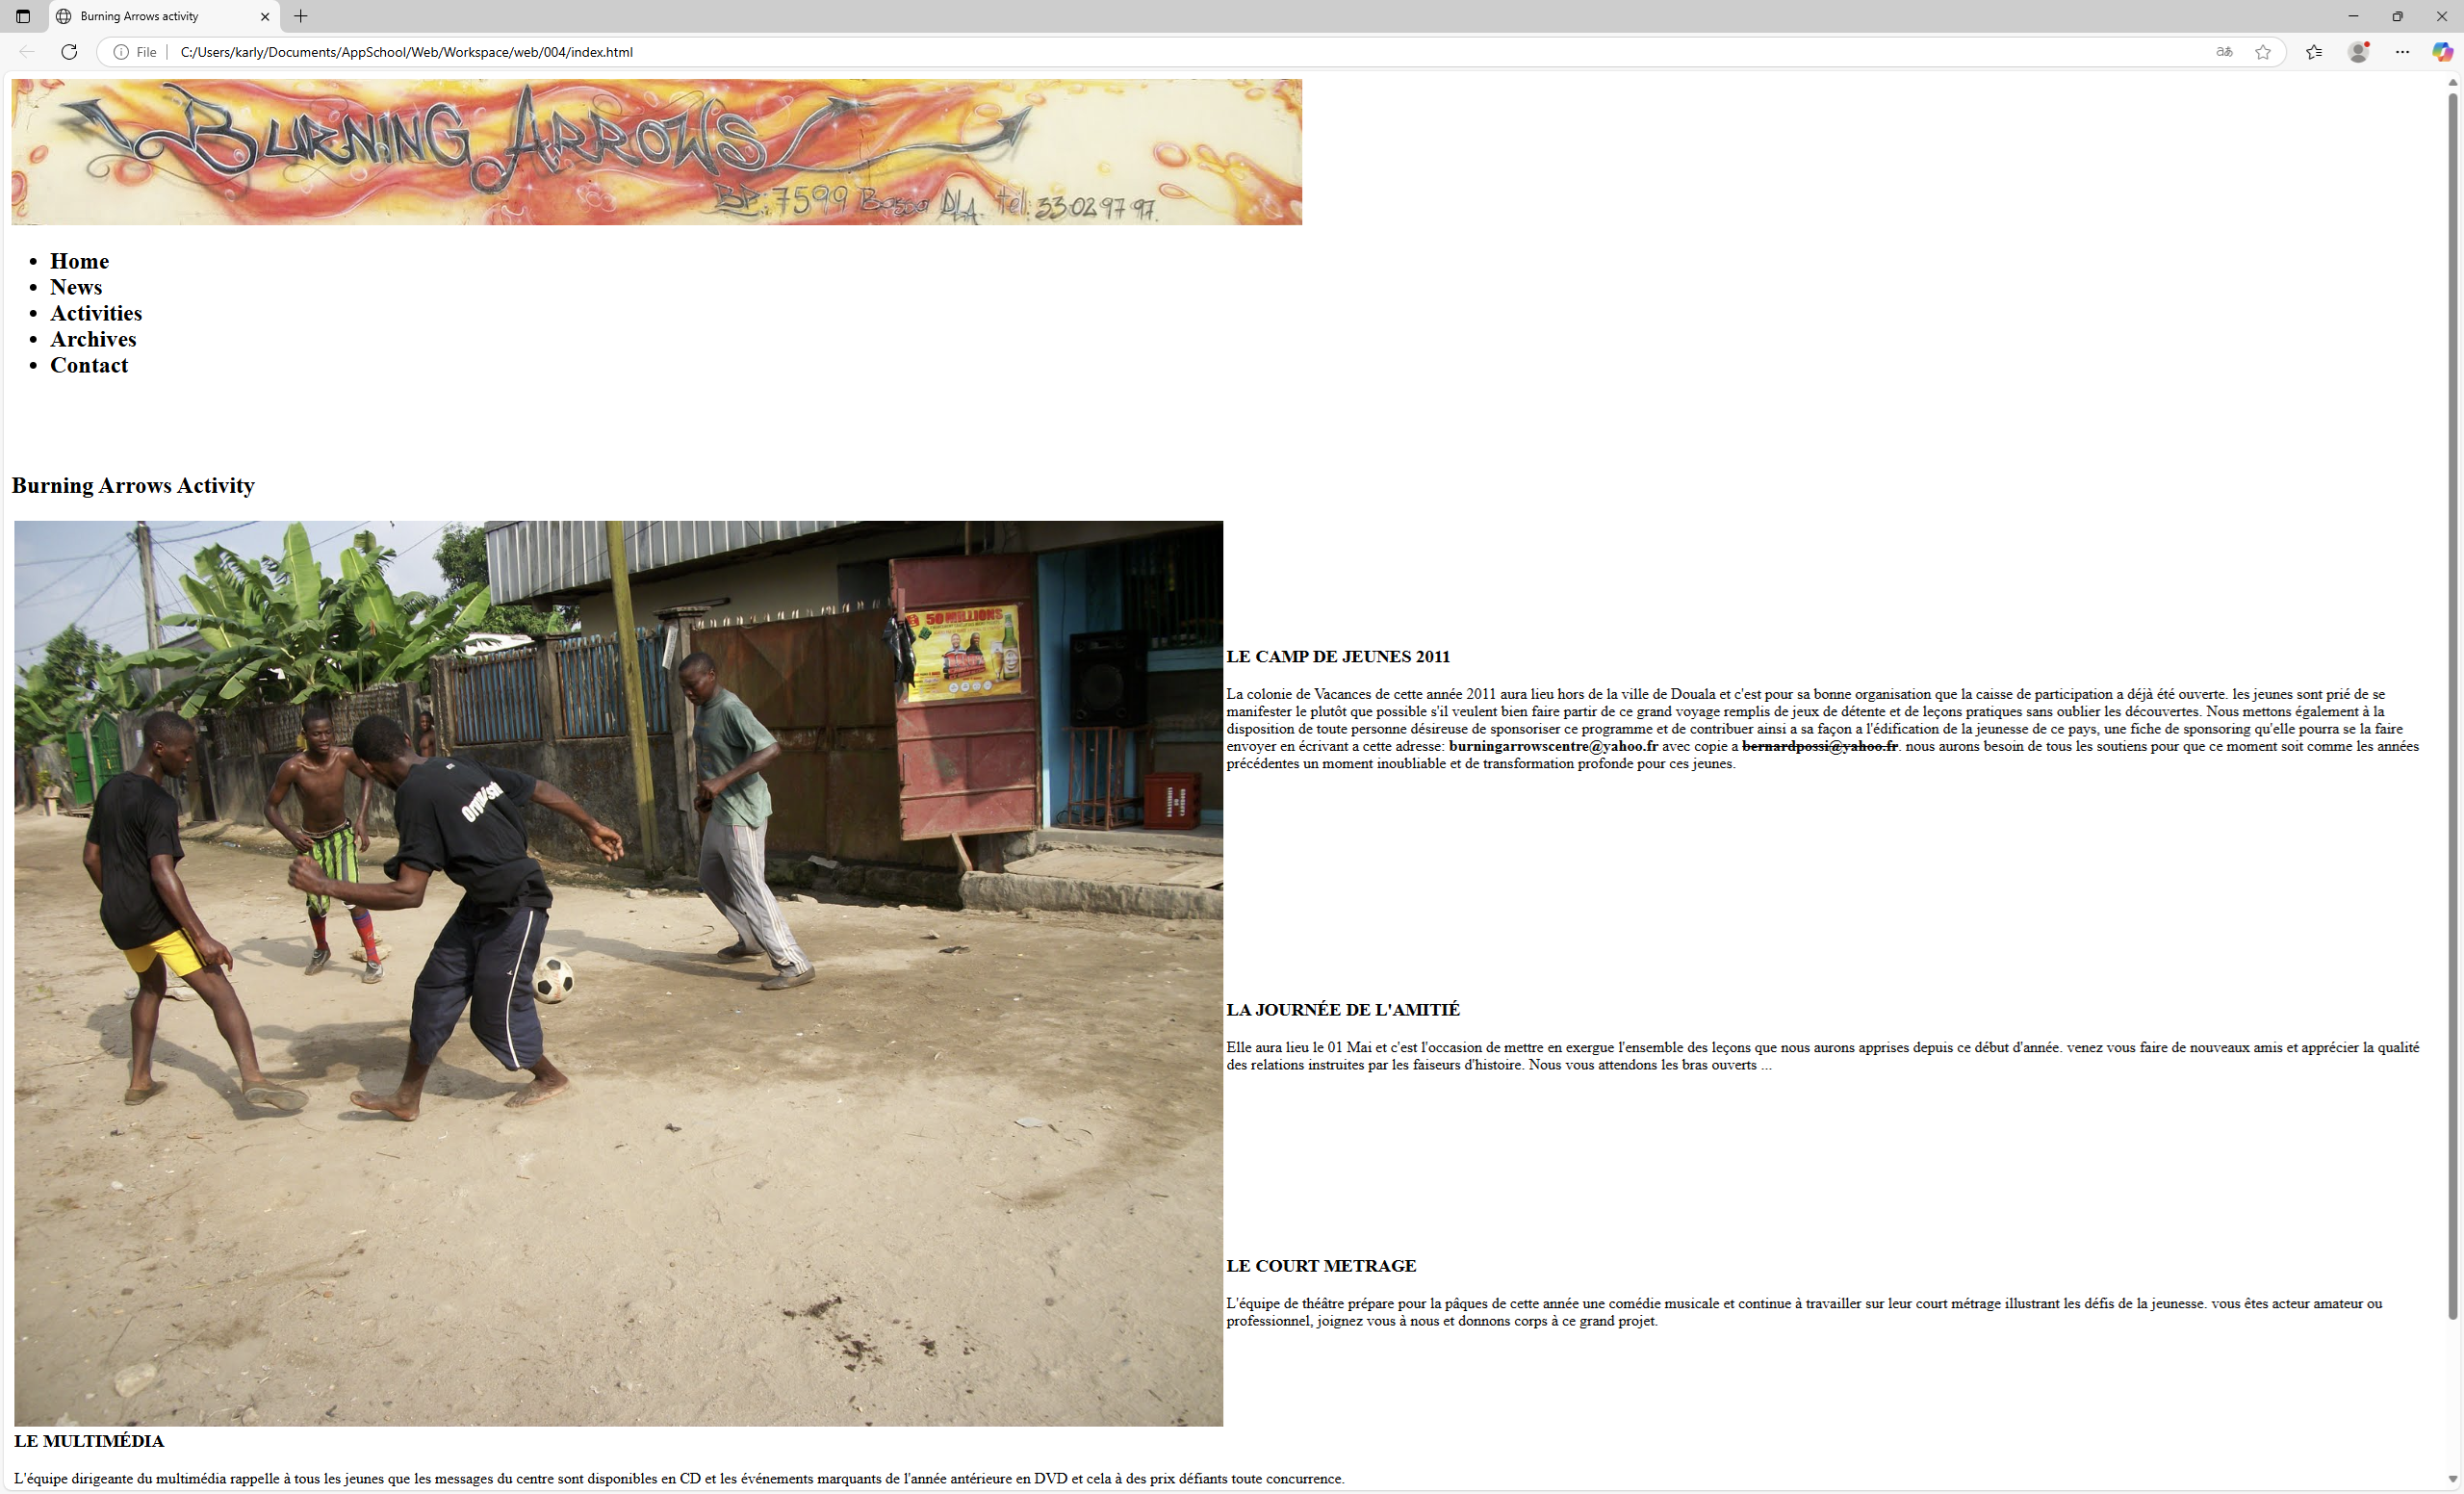 Burning Arrows activity
File
C:/Users/karly/Documents/AppSchool/Web/Workspace/web/004/index.html
BURNING ARROWS
BP: 7599 Bassa DLA. tél: 33 02 97 97.
• Home
• News
• Activities
• Archives
• Contact
Burning Arrows Activity
50 MILLIONS
LE CAMP DE JEUNES 2011
La colonie de Vacances de cette année 2011 aura lieu hors de la ville de Douala et c'est pour sa bonne organisation que la caisse de participation a déjà été ouverte. les jeunes sont prié de se
manifester le plutôt que possible s'il veulent bien faire partir de ce grand voyage remplis de jeux de détente et de leçons pratiques sans oublier les découvertes. Nous mettons également à la
disposition de toute personne désireuse de sponsoriser ce programme et de contribuer ainsi a sa façon a l'édification de la jeunesse de ce pays, une fiche de sponsoring qu'elle pourra se la faire
envoyer en écrivant a cette adresse: burningarrowscentre@yahoo.fr avec copie a bernardpossi@yahoo.fr. nous aurons besoin de tous les soutiens pour que ce moment soit comme les années
précédentes un moment inoubliable et de transformation profonde pour ces jeunes.
LA JOURNÉE DE L'AMITIÉ
Elle aura lieu le 01 Mai et c'est l'occasion de mettre en exergue l'ensemble des leçons que nous aurons apprises depuis ce début d'année. venez vous faire de nouveaux amis et apprécier la qualité
des relations instruites par les faiseurs d'histoire. Nous vous attendons les bras ouverts ...
LE COURT METRAGE
L'équipe de théâtre prépare pour la pâques de cette année une comédie musicale et continue à travailler sur leur court métrage illustrant les défis de la jeunesse. vous êtes acteur amateur ou
professionnel, joignez vous à nous et donnons corps à ce grand projet.
LE MULTIMÉDIA
L'équipe dirigeante du multimédia rappelle à tous les jeunes que les messages du centre sont disponibles en CD et les événements marquants de l'année antérieure en DVD et cela à des prix défiants toute concurrence.